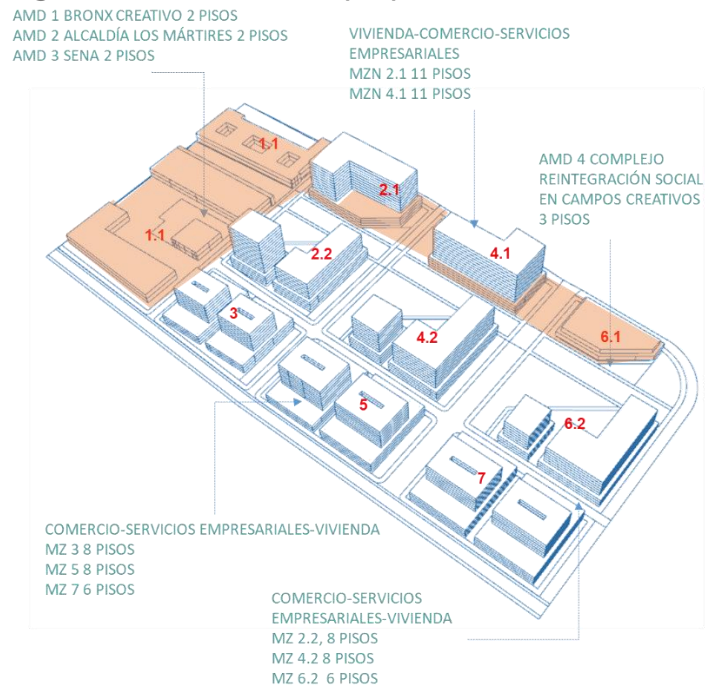 AMD 1 BRONX CREATIVO 2 PISOS
AMD 2 ALCALDÍA LOS MÁRTIRES 2 PISOS
AMD 3 SENA 2 PISOS
VIVIENDA-COMERCIO-SERVICIOS
EMPRESARIALES
MZN 2.1 11 PISOS
MZN 4.1 11 PISOS
AMD 4 COMPLEJO
REINTEGRACIÓN SOCIAL
EN CAMPOS CREATIVOS
3 PISOS
1.1
2.1
1.1
2.2
4.1
3
4.2
6.1
5
6.2
7
COMERCIO-SERVICIOS EMPRESARIALES-VIVIENDA
MZ 3 8 PISOS
MZ 5 8 PISOS
MZ 7 6 PISOS
COMERCIO-SERVICIOS
EMPRESARIALES-VIVIENDA
MZ 2.2, 8 PISOS
MZ 4.2 8 PISOS
MZ 6.2 6 PISOS